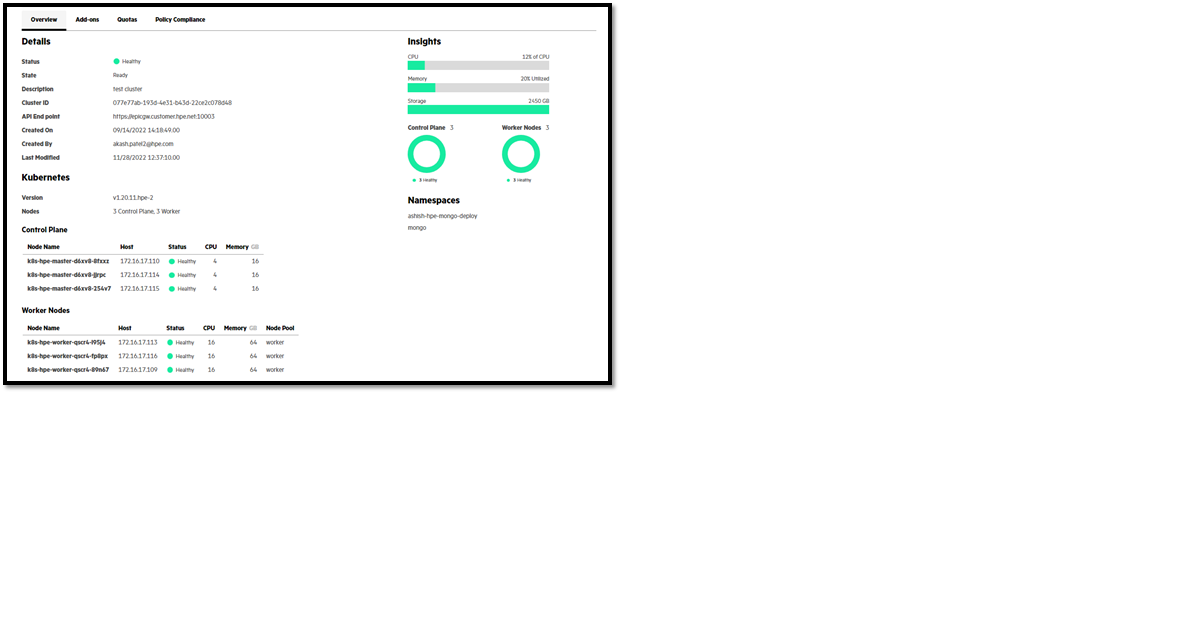 Overview Add-ons Quotas Policy Compliance
Details
Status Healthy
State Ready
Description test cluster
Cluster ID 077e77ab-193d-4e31-b43d-22ce2c078d48
API End point https://epicgw.customer.hpe.net:10003
Created On 09/14/2022 14:18:49.00
Created By akash.patel2@hpe.com
Last Modified 11/28/2022 12:37:10.00
Kubernetes
Version v1.20.11.hpe-2
Nodes 3 Control Plane, 3 Worker
Control Plane
Node Name Host Status CPU Memory GB
k8s-hpe-master-d6xv8-8fxxz 172.16.17.110 Healthy 4 16
k8s-hpe-master-d6xv8-jjrpc 172.16.17.114 Healthy 4 16
k8s-hpe-master-d6xv8-254v7 172.16.17.115 Healthy 4 16
Worker Nodes
Node Name Host Status CPU Memory GB Node Pool
172.16.17.113 Healthy 16 64 worker
k8s-hpe-worker-qscr4-fp8px 172.16.17.116 Healthy 16 64 worker
k8s-hpe-worker-qscr4-89n67 172.16.17.109 Healthy 16 64 worker
Insights
CPU 12% of CPU
Memory 20% Utilized
Storage 2450 GB
Control Plane 3
3 Healthy
Worker Nodes 3
3 Healthy
Namespaces
ashish-hpe-mongo-deploy
mongo